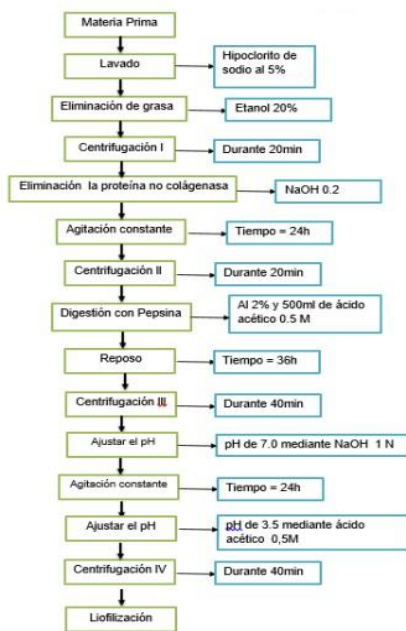 Materia Prima
Lavado
Hipoclorito de
sodio al 5%
Eliminación de grasa
Etanol 20%
Centrifugación I
Durante 20min
Eliminación la proteína no colágenasa
NaOH 0.2
Agitación constante
Tiempo = 24h
Centrifugación II
Durante 20min
Digestión con Pepsina
Al 2% y 500ml de ácido
acético 0.5 M
Reposo
Tiempo = 36h
Centrifugación III
Durante 40min
Ajustar el pH
pH de 7.0 mediante NaOH 1 N
Agitación constante
Tiempo = 24h
Ajustar el pH
pH de 3.5 mediante ácido
acético 0,5M
Centrifugación IV
Durante 40min
Liofilización